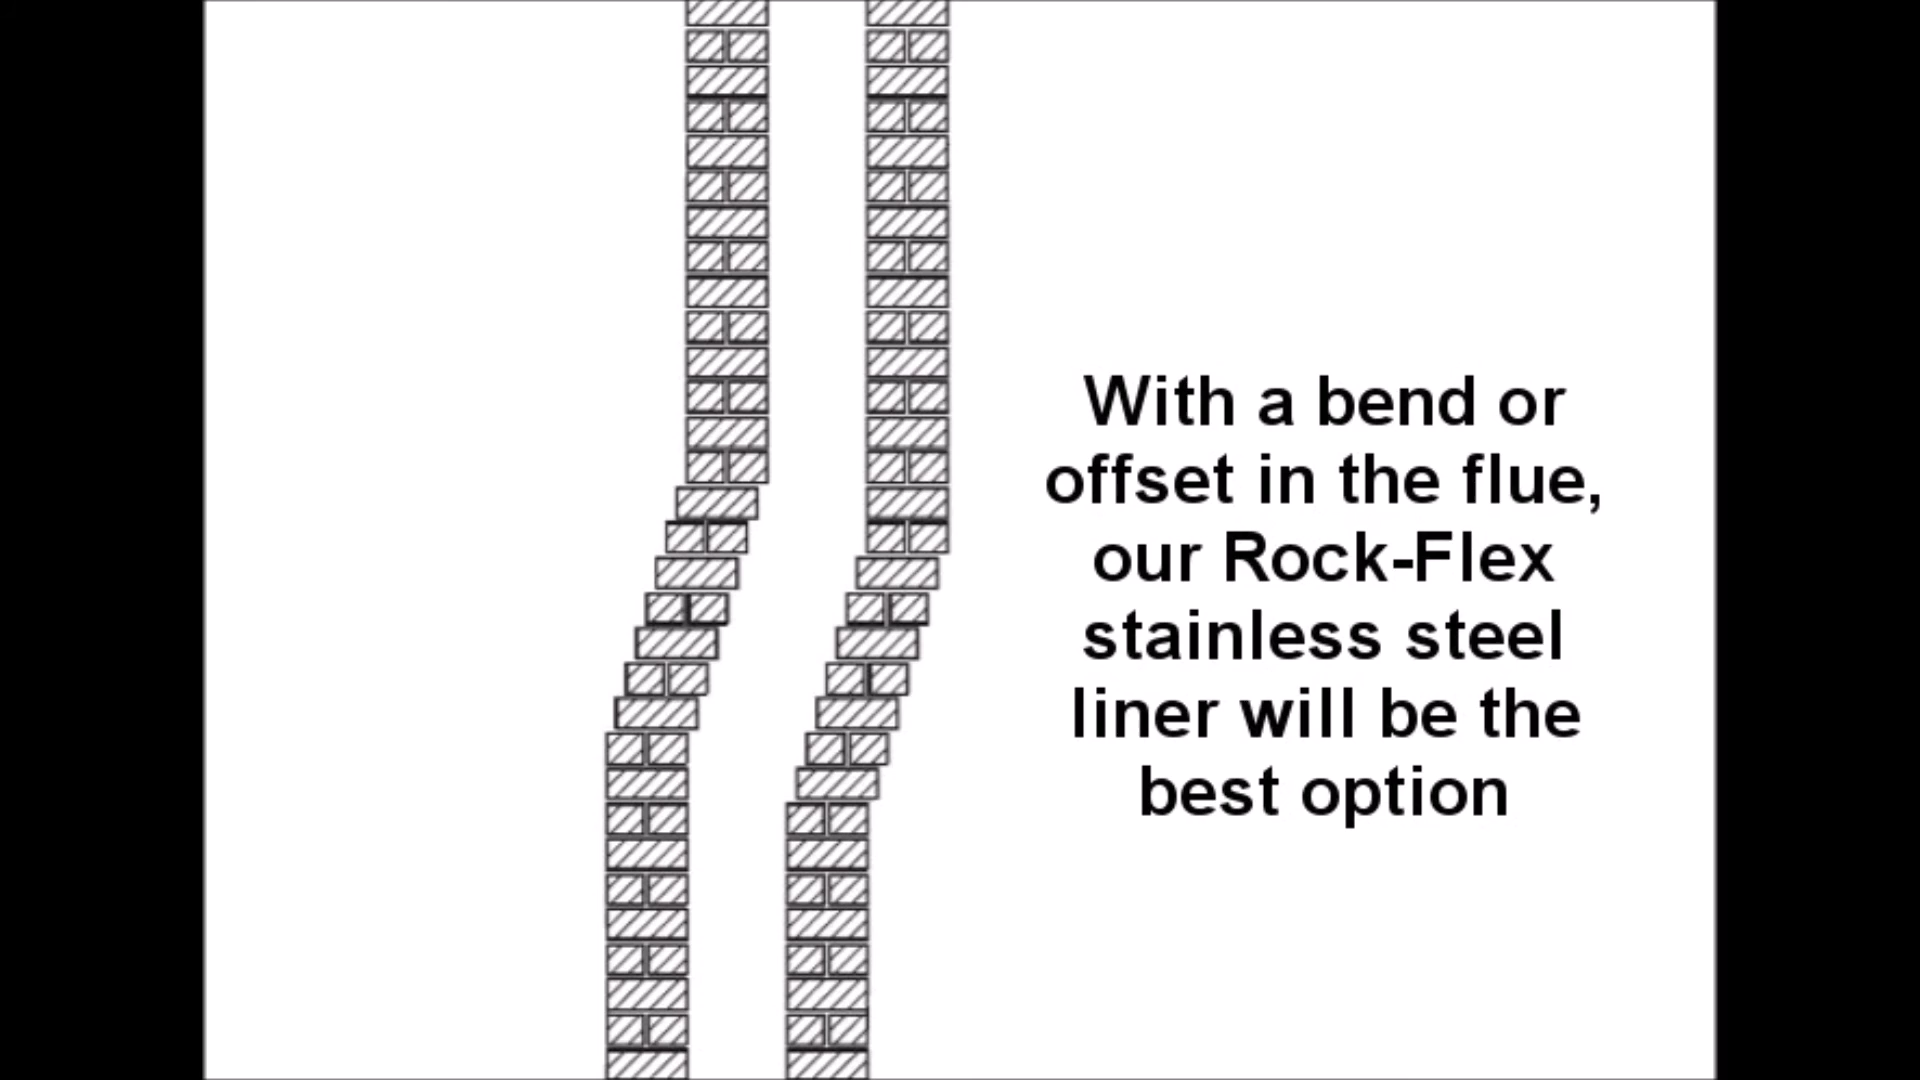 With a bend or
offset in the flue,
our Rock-Flex
stainless steel
liner will be the
best option